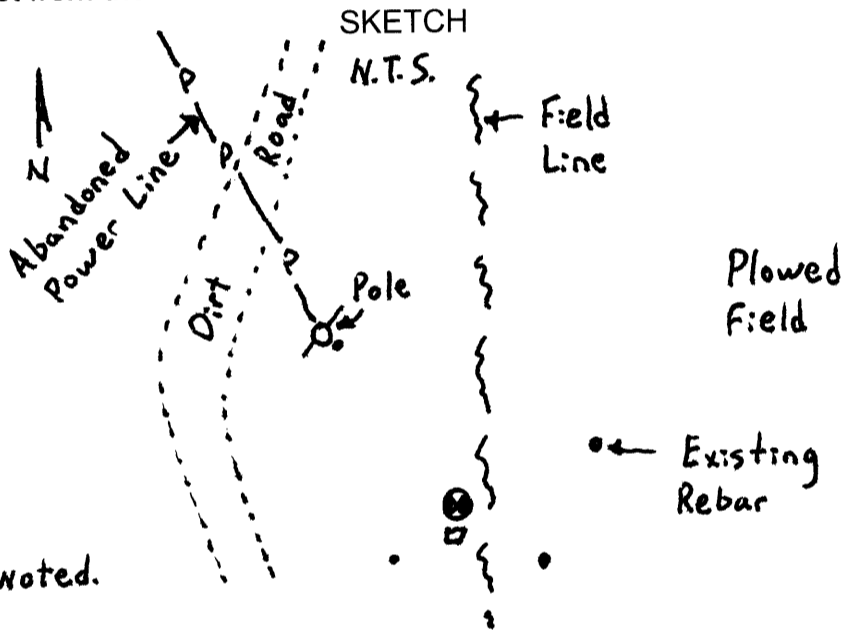 SKETCH
N.T.S.
N
Abandoned
Power Line
P
P
P
Dirt
Road
Pole
Field
Line
Plowed
Field
Existing
Rebar
noted.